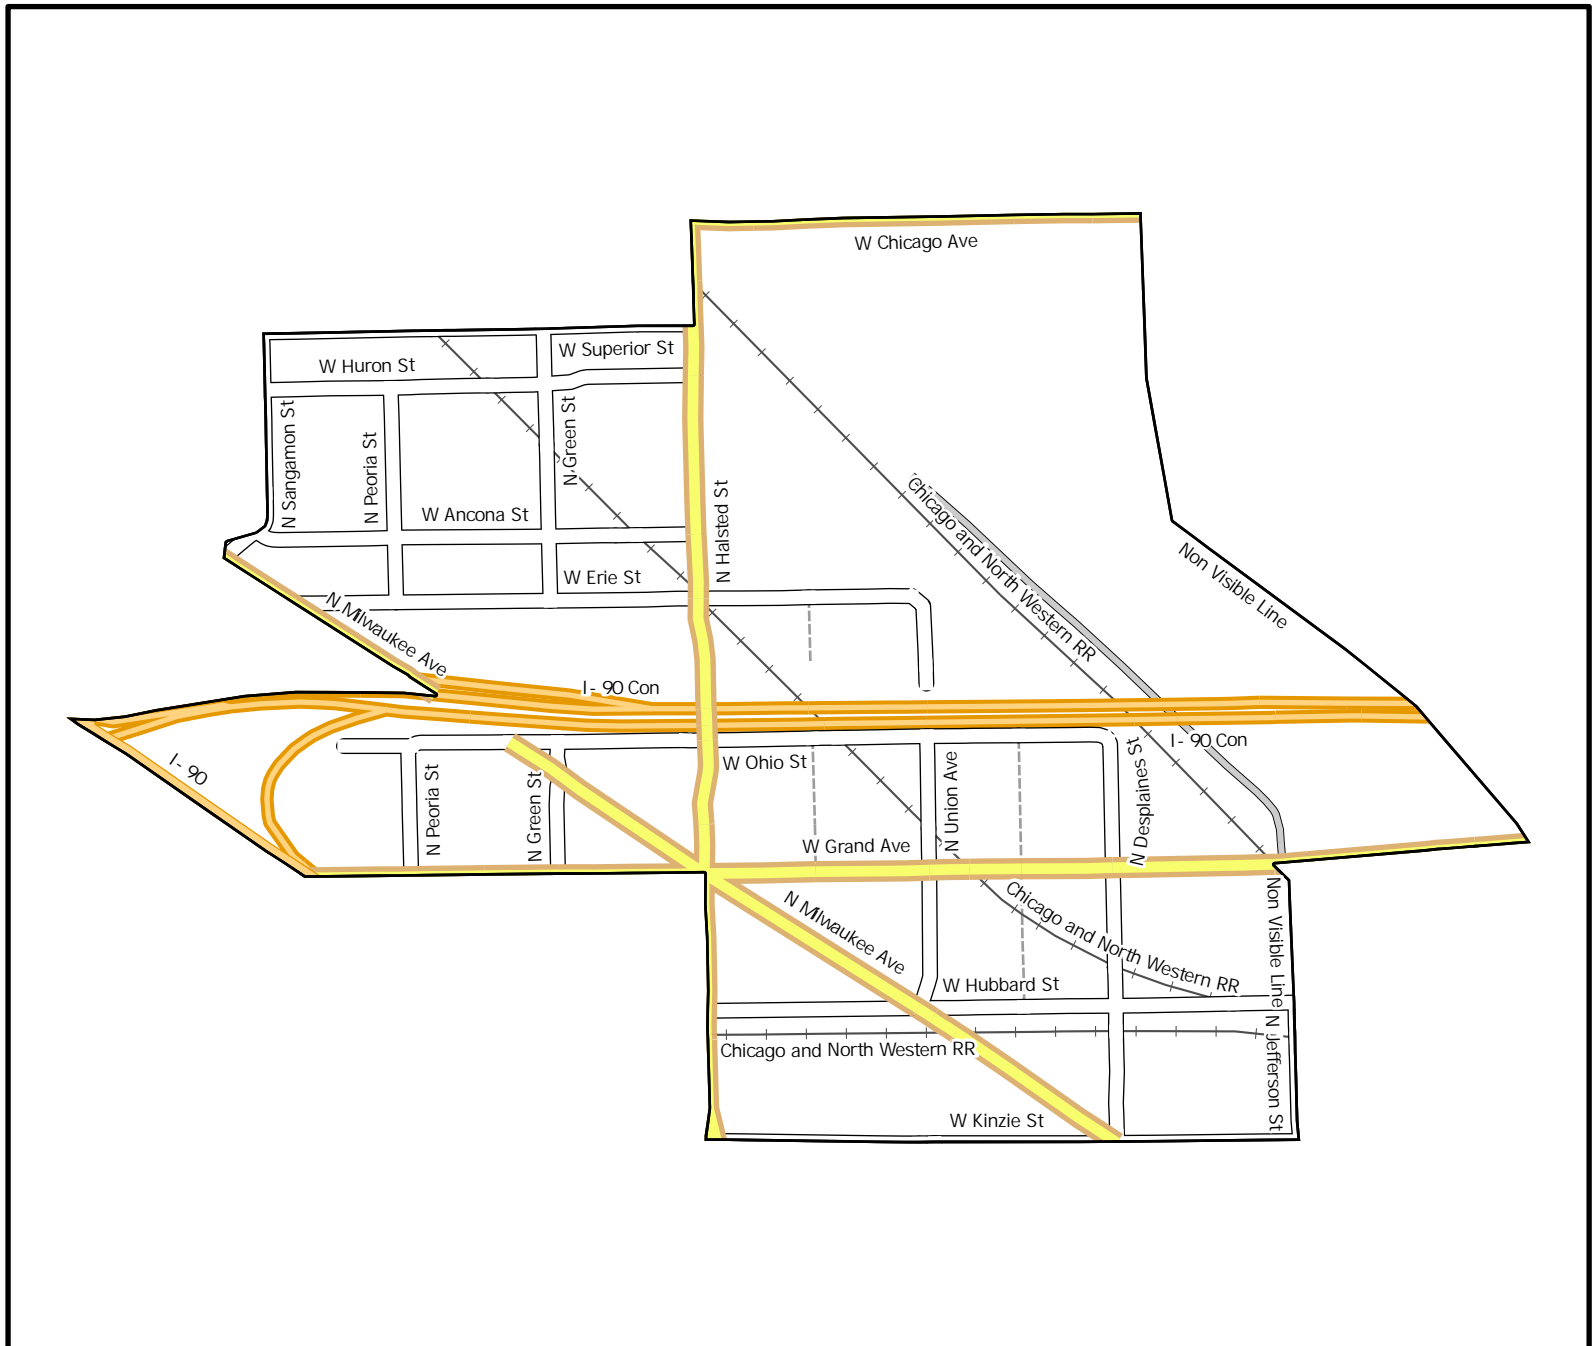 W Chicago Ave
W Superior St
W Huron St
N Sangamon St
N Peoria St
N Green St
W Ancona St
N Halsted St
Chicago and North Western RR
Non Visible Line
W Erie St
N Milwaukee Ave
I- 90 Con
I- 90 Con
I- 90
W Ohio St
N Peoria St
N Green St
N Union Ave
N Desplaines St
W Grand Ave
N Milwaukee Ave
Chicago and North Western RR
Non Visible Line
W Hubbard St
N Jefferson St
Chicago and North Western RR
W Kinzie St